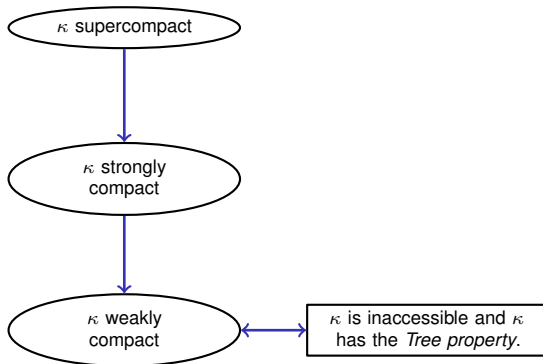 κ supercompact
κ strongly
compact
κ weakly
compact
κ is inaccessible and κ
has the Tree property.